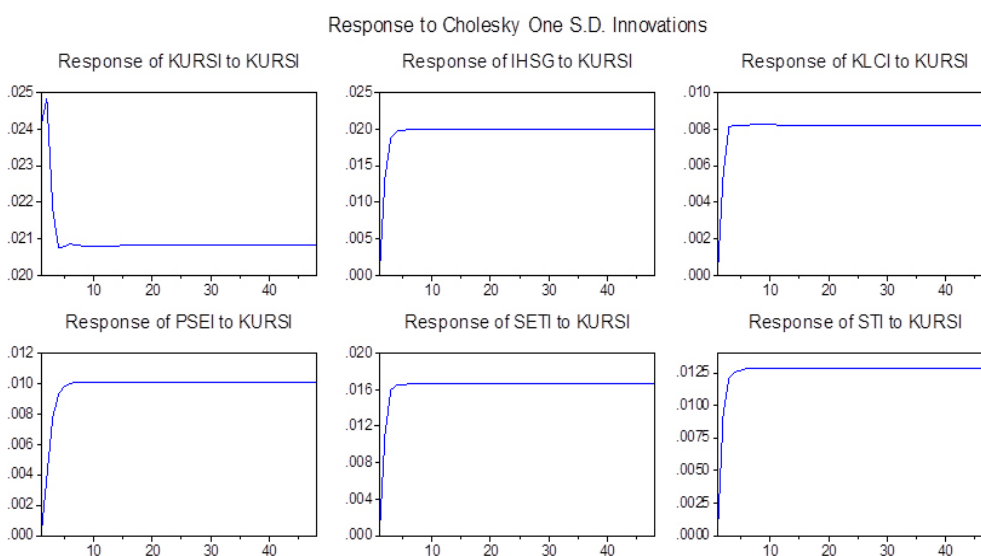 Response to Cholesky One S.D. Innovations
Response of KURSI to KURSI
.025
.024
.023
.022
.021
.020
10 20 30 40
Response of IHSG to KURSI
.025
.020
.015
.010
.005
.000
10 20 30 40
Response of KLCI to KURSI
.010
.008
.006
.004
.002
.000
10 20 30 40
Response of PSEI to KURSI
.012
.010
.008
.006
.004
.002
.000
10 20 30 40
Response of SETI to KURSI
.020
.016
.012
.008
.004
.000
10 20 30 40
Response of STI to KURSI
.0125
.0100
.0075
.0050
.0025
.0000
10 20 30 40